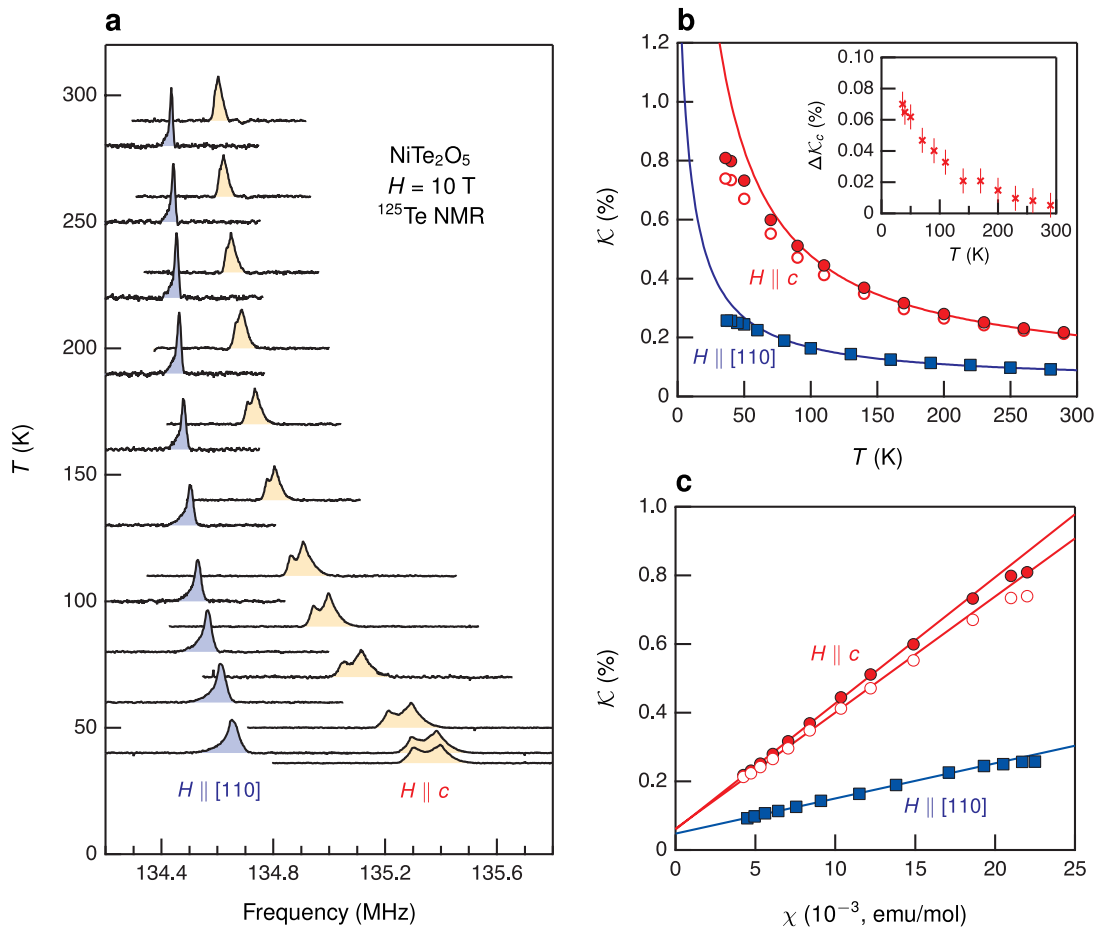 a
T (K)
300
250
200
150
100
50
0
NiTe₂O₅
H = 10 T
¹²⁵Te NMR
H || [110]
H || c
134.4
134.8
135.2
135.6
Frequency (MHz)
b
K (%)
1.2
1.0
0.8
0.6
0.4
0.2
0
H || c
H || [110]
0
50
100
150
200
250
300
T (K)
ΔK_c (%)
0.10
0.08
0.06
0.04
0.02
0
0
100
200
300
T (K)
c
K (%)
1.0
0.8
0.6
0.4
0.2
0
H || c
H || [110]
0
5
10
15
20
25
χ (10⁻³, emu/mol)